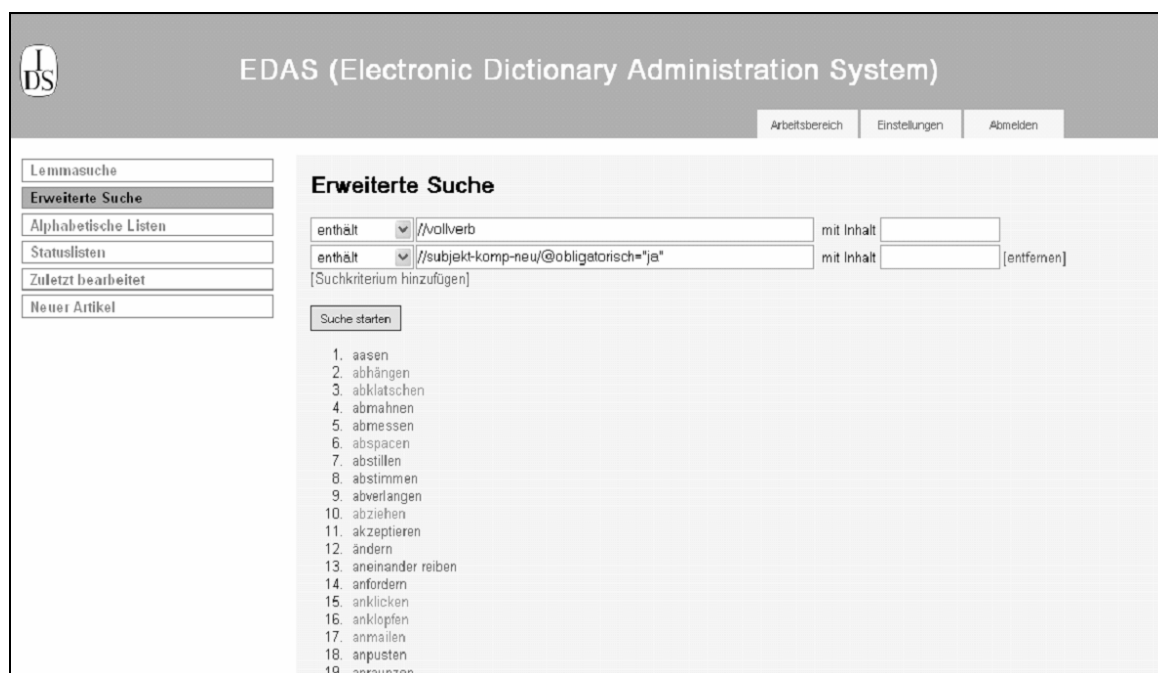 IDS
EDAS (Electronic Dictionary Administration System)
Arbeitsbereich Einstellungen Abmelden
Lemmasuche
Erweiterte Suche
Alphabetische Listen
Statuslisten
Zuletzt bearbeitet
Neuer Artikel
Erweiterte Suche
enthält //vollverb mit Inhalt
enthält //subjekt-komp-neu/@obligatorisch="ja" mit Inhalt [entfernen]
[Suchkriterium hinzufügen]
Suche starten
1. aasen
2. abhängen
3. abklatschen
4. abmahnen
5. abmessen
6. abspacen
7. abstillen
8. abstimmen
9. abverlangen
10. abziehen
11. akzeptieren
12. ändern
13. aneinander reiben
14. anfordern
15. anklicken
16. anklopfen
17. anmailen
18. anpusten
19.